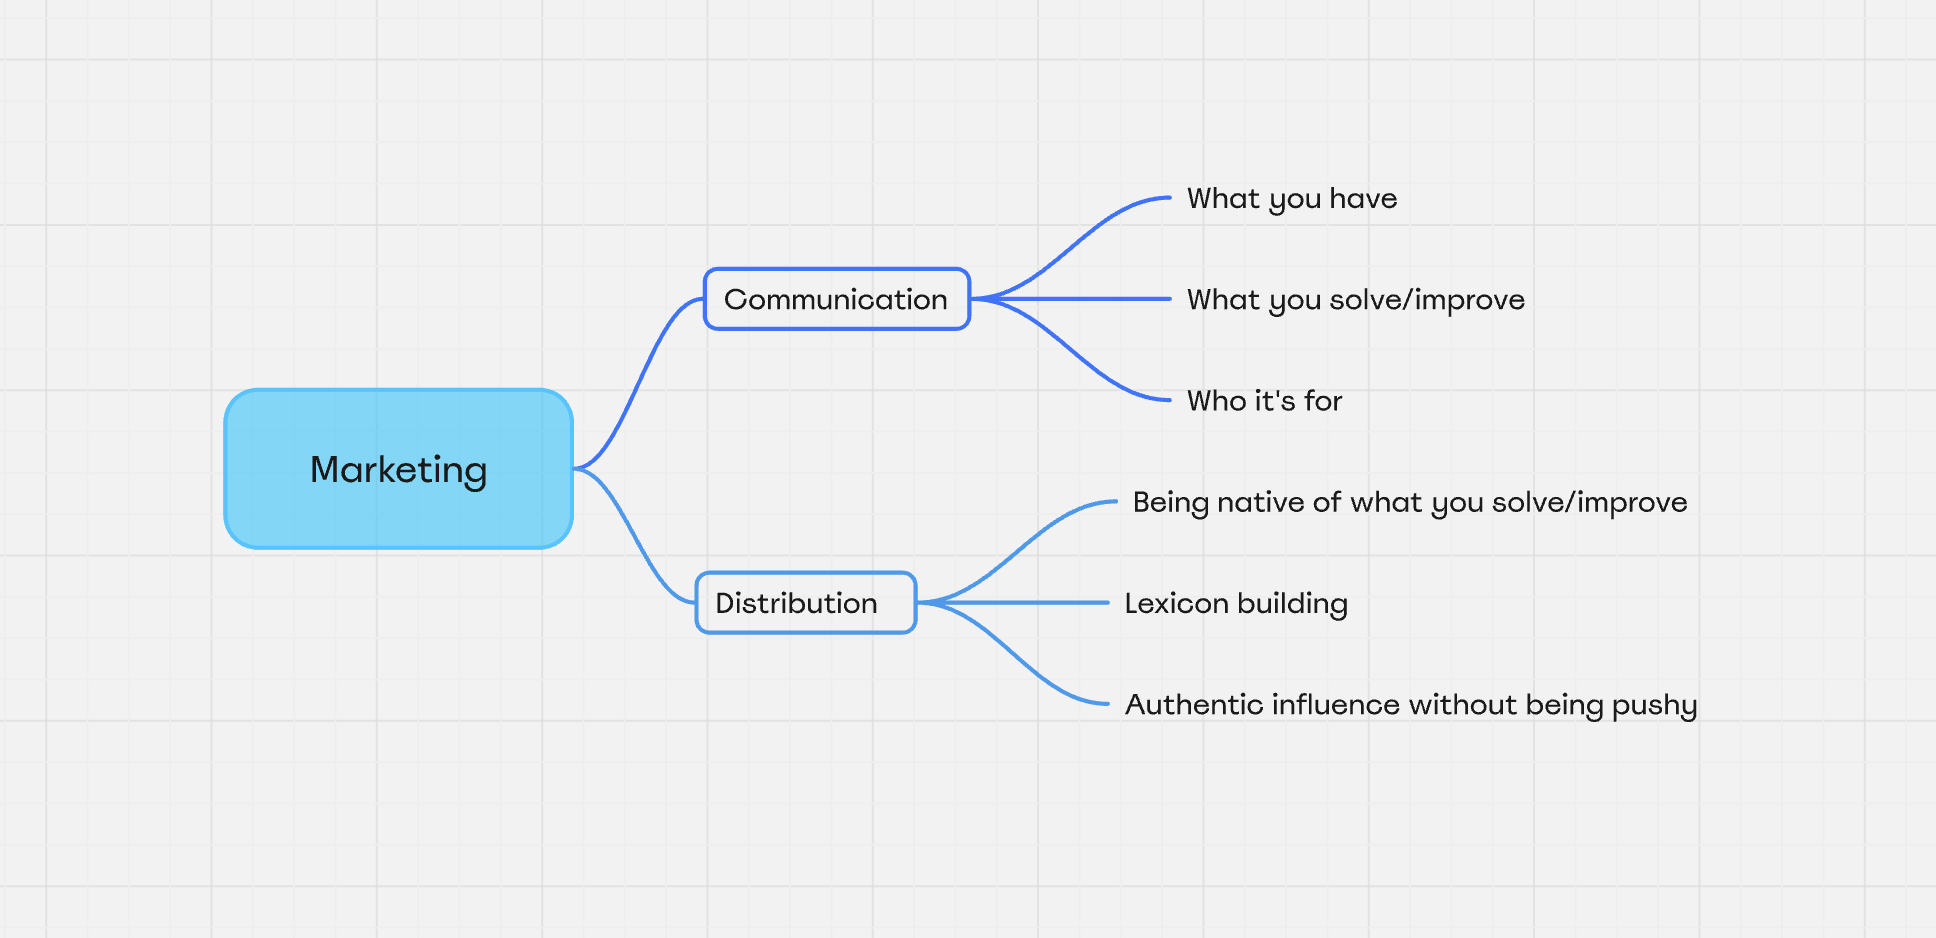 Marketing
Communication
What you have
What you solve/improve
Who it's for
Distribution
Being native of what you solve/improve
Lexicon building
Authentic influence without being pushy